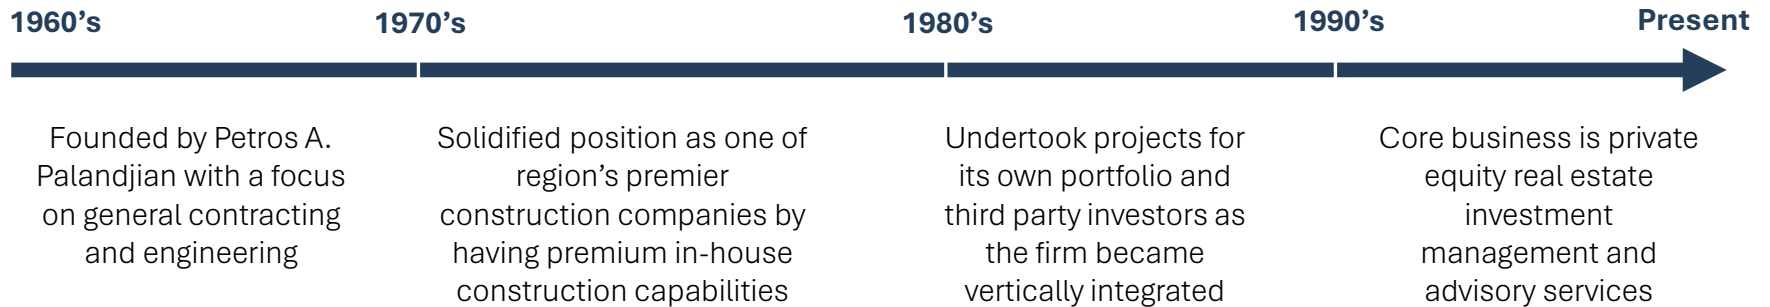 1960's
1970's
1980's
1990's
Present
Founded by Petros A.
Palandjian with a focus
on general contracting
and engineering
Solidified position as one of
region's premier
construction companies by
having premium in-house
construction capabilities
Undertook projects for
its own portfolio and
third party investors as
the firm became
vertically integrated
Core business is private
equity real estate
investment
management and
advisory services